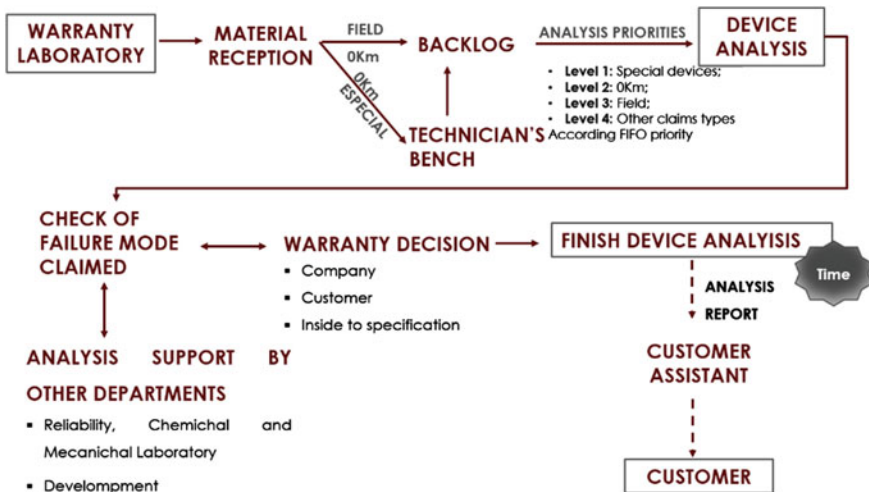 WARRANTY
LABORATORY
MATERIAL
RECEPTION
FIELD
0Km
0Km
ESPECIAL
BACKLOG
TECHNICIAN'S
BENCH
ANALYSIS PRIORITIES
• Level 1: Special devices;
• Level 2: 0Km;
• Level 3: Field;
• Level 4: Other claims types
According FIFO priority
DEVICE
ANALYSIS
CHECK OF
FAILURE MODE
CLAIMED
WARRANTY DECISION
▪ Company
▪ Customer
▪ Inside to specification
FINISH DEVICE ANALYISIS
Time
ANALYSIS
REPORT
ANALYSIS SUPPORT BY
OTHER DEPARTMENTS
▪ Reliability, Chemichal and
Mecanichal Laboratory
▪ Develompment
CUSTOMER
ASSISTANT
CUSTOMER